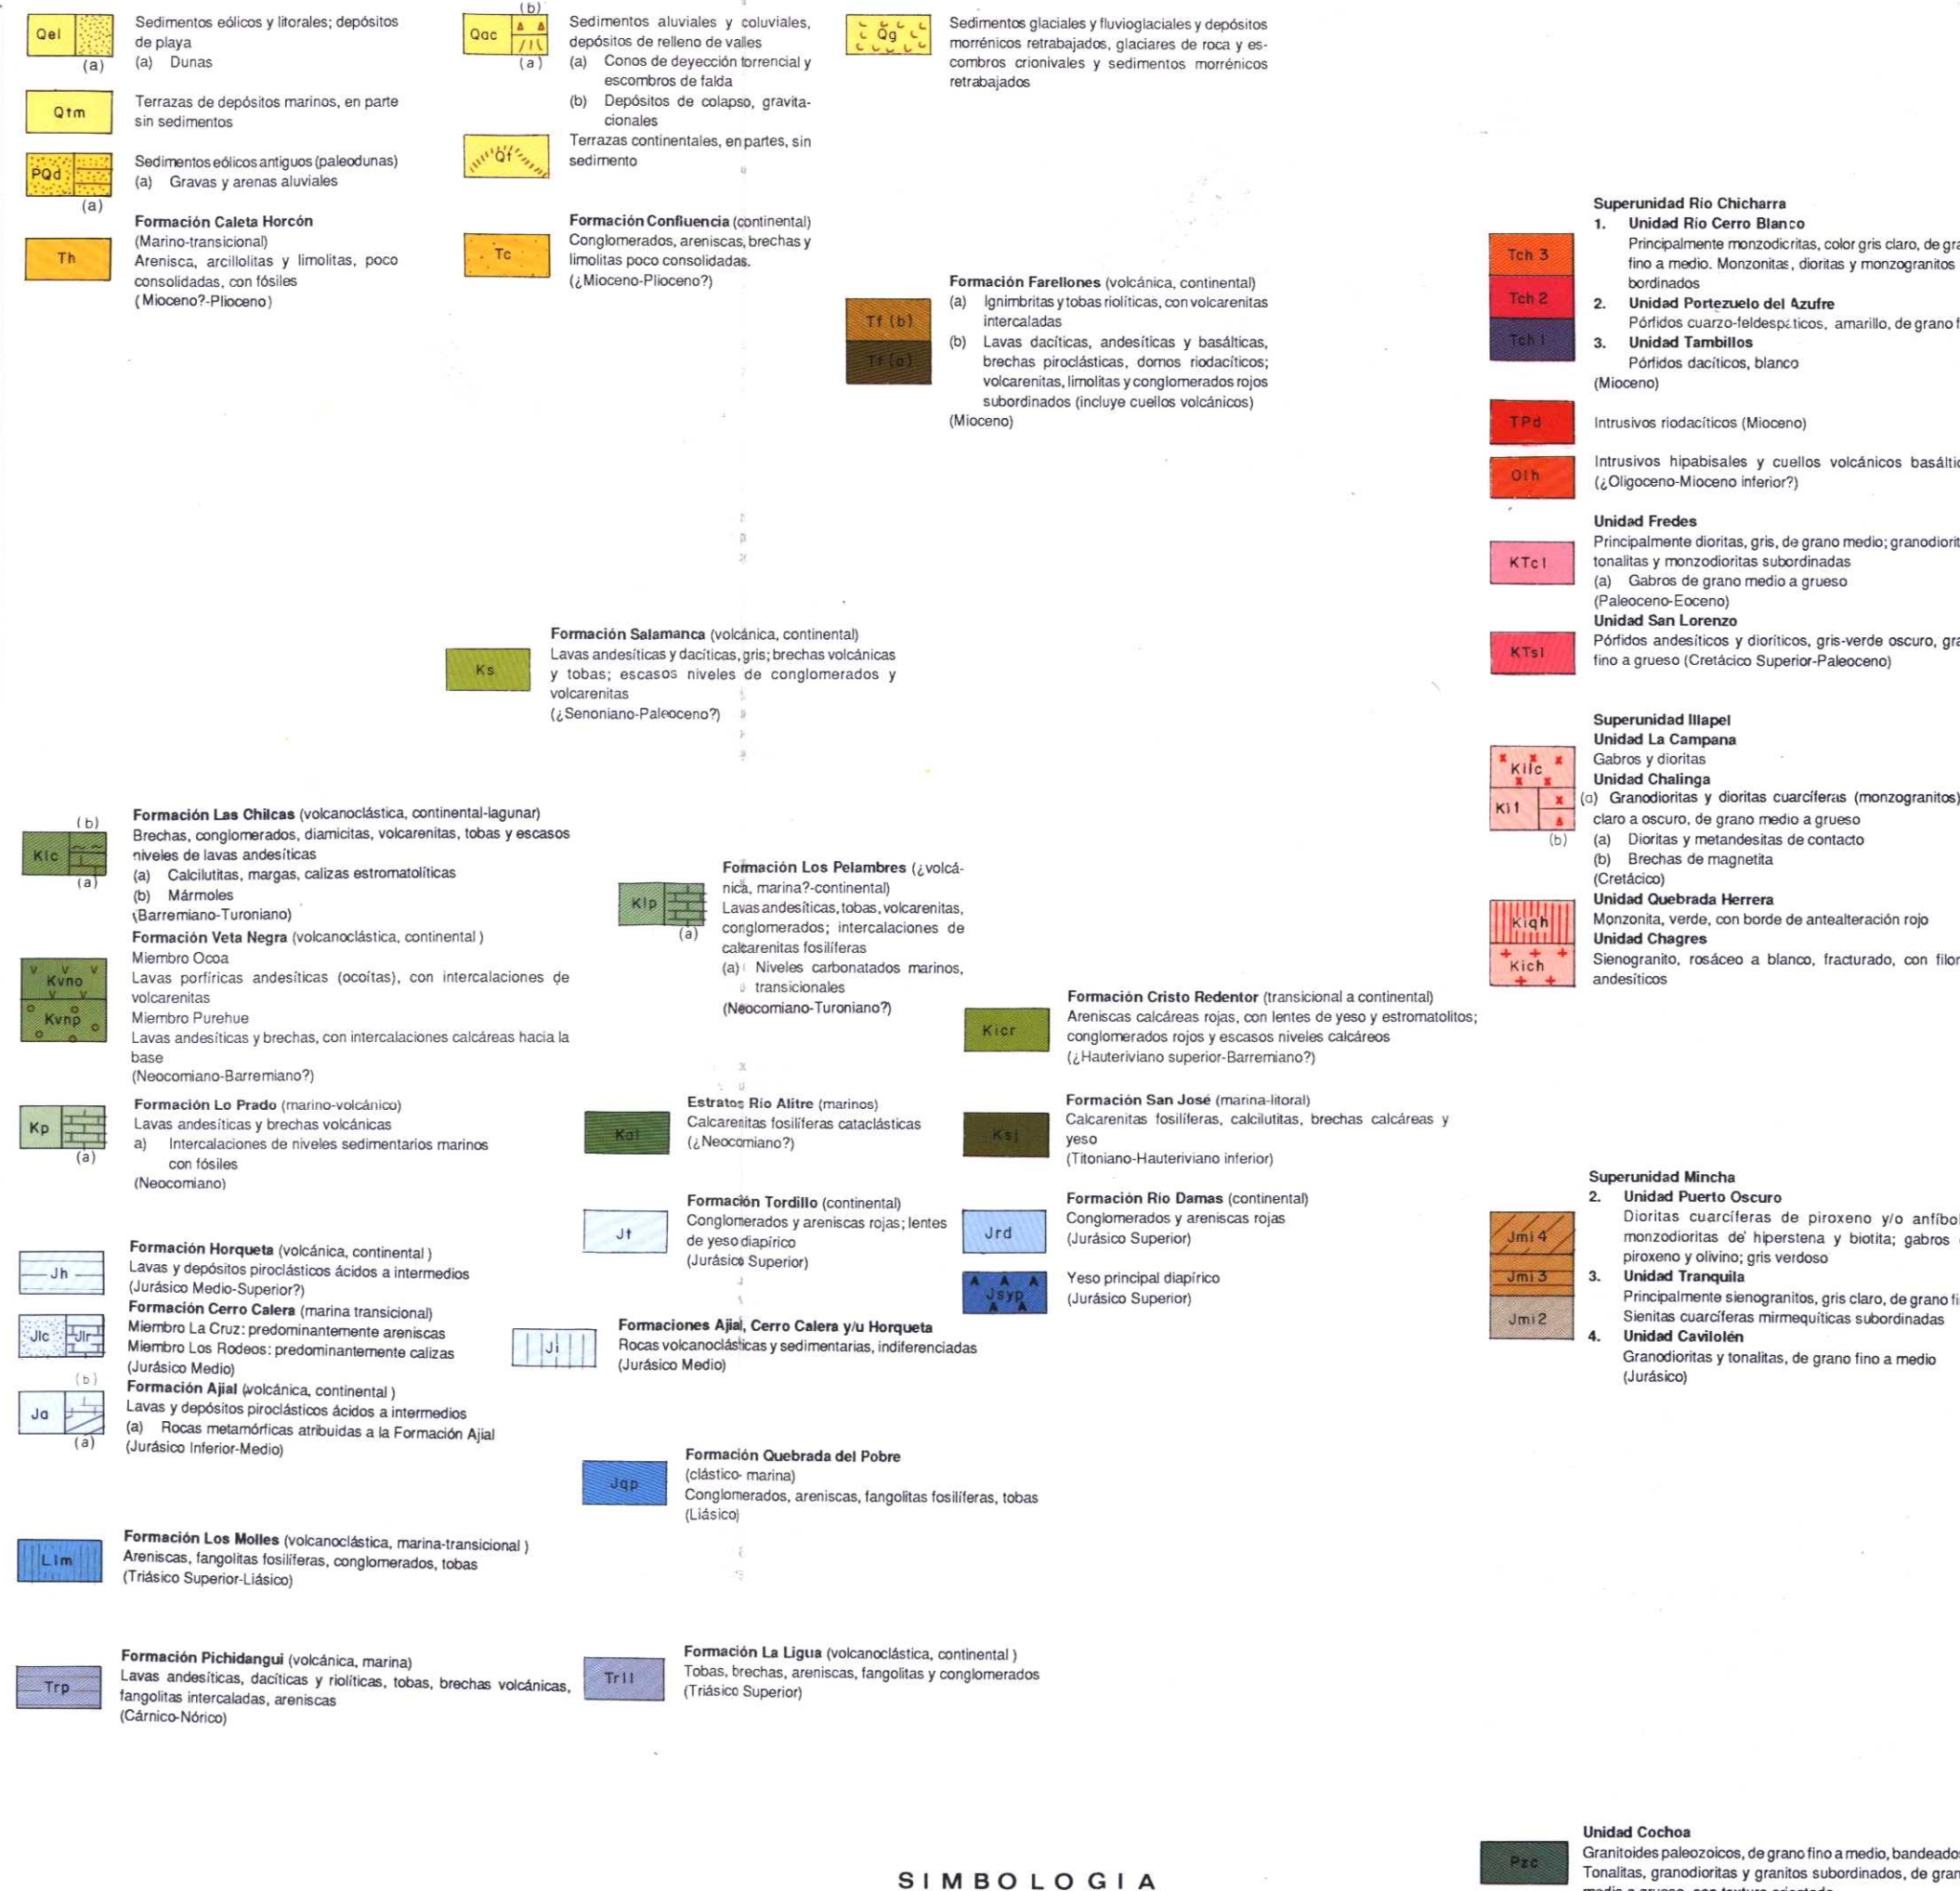 Qel
(a)
Sedimentos eólicos y litorales; depósitos
de playa
(a) Dunas
Qtm
Terrazas de depósitos marinos, en parte
sin sedimentos
PQd
(a)
Sedimentos eólicos antiguos (paleodunas)
(a) Gravas y arenas aluviales
Th
Formación Caleta Horcón
(Marino-transicional)
Arenisca, arcillolitas y limolitas, poco
consolidadas, con fósiles
(Mioceno?-Plioceno)
(b)
Qac
(a)
Sedimentos aluviales y coluviales,
depósitos de relleno de valles
(a) Conos de deyección torrencial y
escombros de falda
(b) Depósitos de colapso, gravita-
cionales
Qf
Terrazas continentales, en partes, sin
sedimento
Tc
Formación Confluencia (continental)
Conglomerados, areniscas, brechas y
limolitas poco consolidadas.
(¿Mioceno-Plioceno?)
Qg
Sedimentos glaciales y fluvioglaciales y depósitos
morrénicos retrabajados, glaciares de roca y es-
combros crionivales y sedimentos morrénicos
retrabajados
Tf (b)
Tf (a)
Formación Farellones (volcánica, continental)
(a) Ignimbritas y tobas riolíticas, con volcarenitas
intercaladas
(b) Lavas dacíticas, andesíticas y basálticas,
brechas piroclásticas, domos riodacíticos;
volcarenitas, limolitas y conglomerados rojos
subordinados (incluye cuellos volcánicos)
(Mioceno)
Ks
Formación Salamanca (volcánica, continental)
Lavas andesíticas y dacíticas, gris; brechas volcánicas
y tobas; escasos niveles de conglomerados y
volcarenitas
(¿Senoniano-Paleoceno?)
(b)
Klc
(a)
Formación Las Chilcas (volcanoclástica, continental-lagunar)
Brechas, conglomerados, diamicitas, volcarenitas, tobas y escasos
niveles de lavas andesíticas
(a) Calcilutitas, margas, calizas estromatolíticas
(b) Mármoles
(Barremiano-Turoniano)
Kvno
Kvnp
Formación Veta Negra (volcanoclástica, continental )
Miembro Ocoa
Lavas porfíricas andesíticas (ocoítas), con intercalaciones de
volcarenitas
Miembro Purehue
Lavas andesíticas y brechas, con intercalaciones calcáreas hacia la
base
(Neocomiano-Barremiano?)
Kp
(a)
Formación Lo Prado (marino-volcánico)
Lavas andesíticas y brechas volcánicas
a) Intercalaciones de niveles sedimentarios marinos
con fósiles
(Neocomiano)
Klp
(a)
Formación Los Pelambres (¿volcá-
nica, marina?-continental)
Lavas andesíticas, tobas, volcarenitas,
conglomerados; intercalaciones de
calcarenitas fosilíferas
(a) Niveles carbonatados marinos,
transicionales
(Neocomiano-Turoniano?)
Kicr
Formación Cristo Redentor (transicional a continental)
Areniscas calcáreas rojas, con lentes de yeso y estromatolitos;
conglomerados rojos y escasos niveles calcáreos
(¿Hauteriviano superior-Barremiano?)
Estratos Río Alitre (marinos)
Calcarenitas fosilíferas cataclásticas
(¿Neocomiano?)
Ksj
Formación San José (marina-litoral)
Calcarenitas fosilíferas, calcilutitas, brechas calcáreas y
yeso
(Titoniano-Hauteriviano inferior)
Jt
Formación Tordillo (continental)
Conglomerados y areniscas rojas; lentes
de yeso diapírico
(Jurásico Superior)
Jrd
Formación Río Damas (continental)
Conglomerados y areniscas rojas
(Jurásico Superior)
Jsyp
Yeso principal diapírico
(Jurásico Superior)
Jh
Formación Horqueta (volcánica, continental )
Lavas y depósitos piroclásticos ácidos a intermedios
(Jurásico Medio-Superior?)
Jlc
Jlr
Formación Cerro Calera (marina transicional)
Miembro La Cruz: predominantemente areniscas
Miembro Los Rodeos: predominantemente calizas
(Jurásico Medio)
Ji
Formaciones Ajial, Cerro Calera y/u Horqueta
Rocas volcanoclásticas y sedimentarias, indiferenciadas
(Jurásico Medio)
(b)
Ja
(a)
Formación Ajial (volcánica, continental )
Lavas y depósitos piroclásticos ácidos a intermedios
(a) Rocas metamórficas atribuidas a la Formación Ajial
(Jurásico Inferior-Medio)
Jqp
Formación Quebrada del Pobre
(clástico- marina)
Conglomerados, areniscas, fangolitas fosilíferas, tobas
(Liásico)
Llm
Formación Los Molles (volcanoclástica, marina-transicional )
Areniscas, fangolitas fosilíferas, conglomerados, tobas
(Triásico Superior-Liásico)
Trp
Formación Pichidangui (volcánica, marina)
Lavas andesíticas, dacíticas y riolíticas, tobas, brechas volcánicas,
fangolitas intercaladas, areniscas
(Cárnico-Nórico)
Trll
Formación La Ligua (volcanoclástica, continental )
Tobas, brechas, areniscas, fangolitas y conglomerados
(Triásico Superior)
Tch 3
Tch 2
Tch 1
Superunidad Río Chicharra
1. Unidad Río Cerro Blanco
Principalmente monzodioritas, color gris claro, de gra
fino a medio. Monzonitas, dioritas y monzogranitos
bordinados
2. Unidad Portezuelo del Azufre
Pórfidos cuarzo-feldespáticos, amarillo, de grano f
3. Unidad Tambillos
Pórfidos dacíticos, blanco
(Mioceno)
TPd
Intrusivos riodacíticos (Mioceno)
Olh
Intrusivos hipabisales y cuellos volcánicos basáltic
(¿Oligoceno-Mioceno inferior?)
KTcl
Unidad Fredes
Principalmente dioritas, gris, de grano medio; granodiorit
tonalitas y monzodioritas subordinadas
(a) Gabros de grano medio a grueso
(Paleoceno-Eoceno)
KTsl
Unidad San Lorenzo
Pórfidos andesíticos y dioríticos, gris-verde oscuro, gra
fino a grueso (Cretácico Superior-Paleoceno)
Superunidad Illapel
Kilc
Unidad La Campana
Gabros y dioritas
Ki1
(b)
Unidad Chalinga
(a) Granodioritas y dioritas cuarcíferas (monzogranitos)
claro a oscuro, de grano medio a grueso
(a) Dioritas y metandesitas de contacto
(b) Brechas de magnetita
(Cretácico)
Kiqh
Unidad Quebrada Herrera
Monzonita, verde, con borde de antealteración rojo
Kich
Unidad Chagres
Sienogranito, rosáceo a blanco, fracturado, con filor
andesíticos
Superunidad Mincha
Jmi 4
Jmi 3
Jmi 2
2. Unidad Puerto Oscuro
Dioritas cuarcíferas de piroxeno y/o anfíbol
monzodioritas de hiperstena y biotita; gabros
piroxeno y olivino; gris verdoso
3. Unidad Tranquila
Principalmente sienogranitos, gris claro, de grano fi
Sienitas cuarcíferas mirmequíticas subordinadas
4. Unidad Cavilolén
Granodioritas y tonalitas, de grano fino a medio
(Jurásico)
Pzc
Unidad Cochoa
Granitoides paleozoicos, de grano fino a medio, bandeados
Tonalitas, granodioritas y granitos subordinados, de gran
SIMBOLOGIA